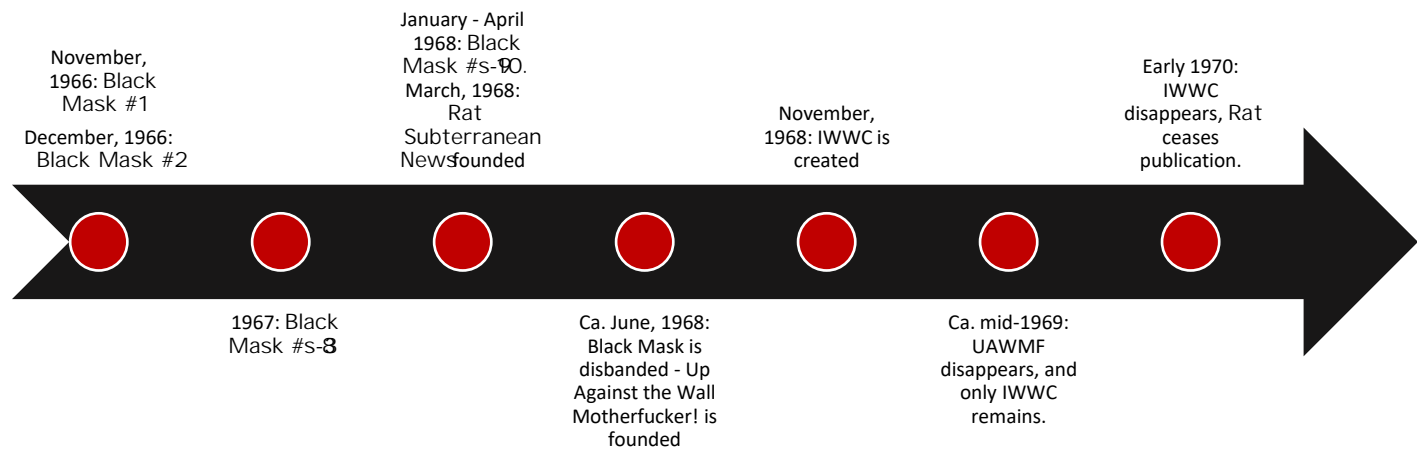 November,
1966: Black
Mask #1
December, 1966:
Black Mask #2
1967: Black
Mask
January - April
1968: Black
Mask
March, 1968:
Rat
Subterranean
News founded
Ca. June, 1968:
Black Mask is
disbanded - Up
Against the Wall
Motherfucker! is
founded
November,
1968: IWWC is
created
Ca. mid-1969:
UAWMF
disappears, and
only IWWC
remains.
Early 1970:
IWWC
disappears, Rat
ceases
publication.